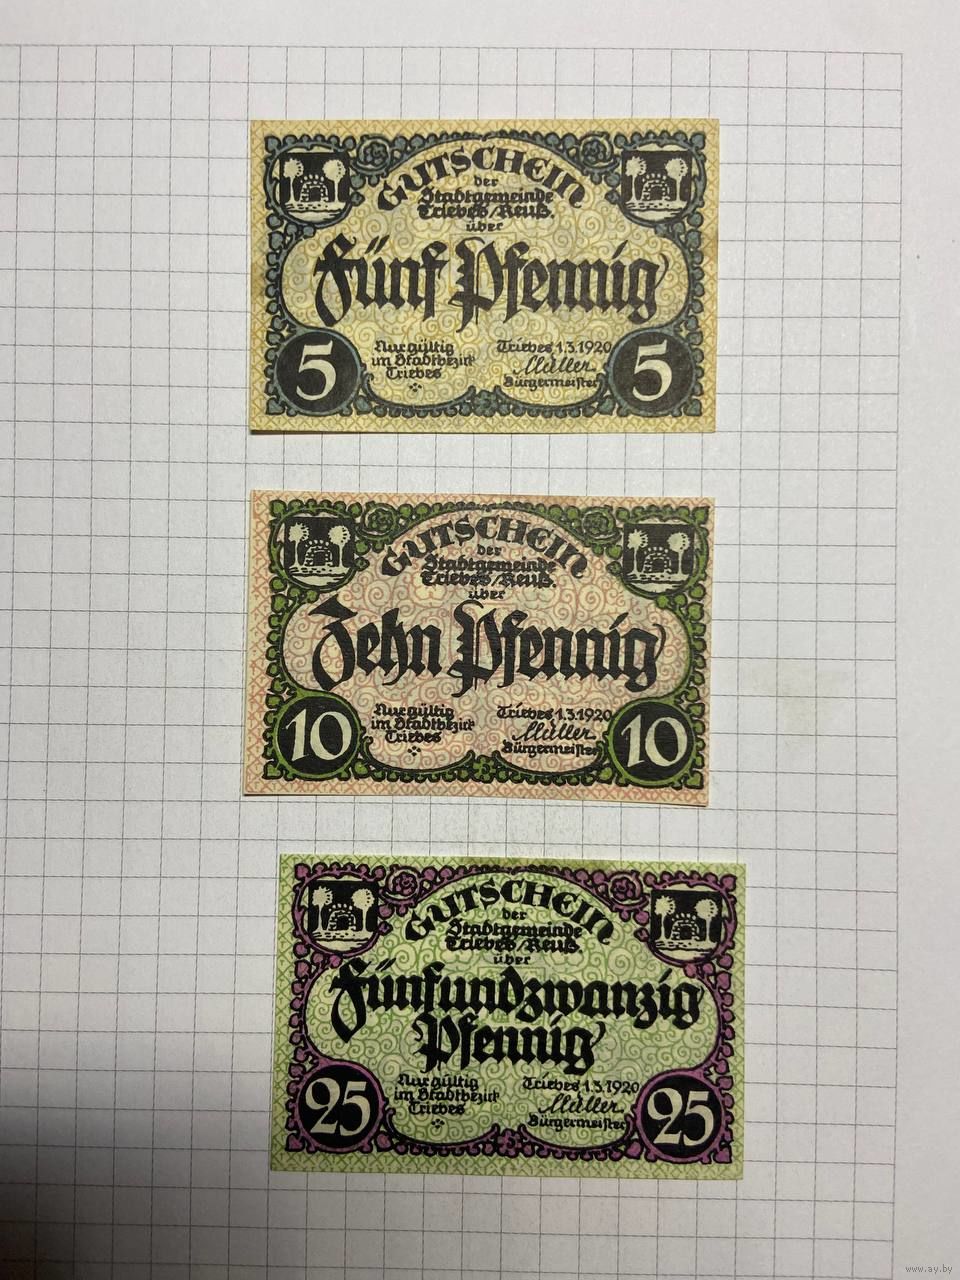 GUTSCHEIN
der
Stadtgemeinde
Triebes/Reuß.
über
Fünf Pfennig
Nur gültig
im Stadtbezirk
Triebes
Triebes 1.3.1920
Müller
Bürgermeister
5
5
GUTSCHEIN
der
Stadtgemeinde
Triebes/Reuß.
über
Zehn Pfennig
Nur gültig
im Stadtbezirk
Triebes
Triebes 1.3.1920
Müller
Bürgermeister
10
10
GUTSCHEIN
der
Stadtgemeinde
Triebes/Reuß.
über
Fünfundzwanzig
Pfennig
Nur gültig
im Stadtbezirk
Triebes
Triebes 1.3.1920
Müller
Bürgermeister
25
25
www.ay.by